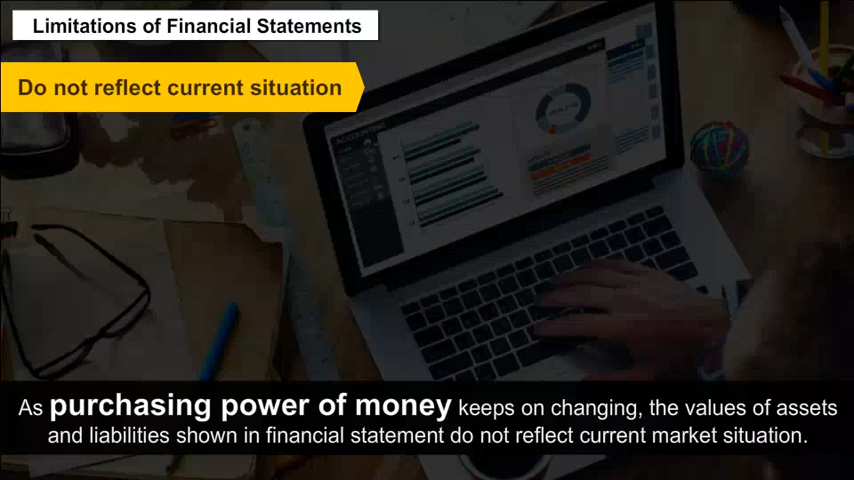 Limitations of Financial Statements
Do not reflect current situation
As purchasing power of money keeps on changing, the values of assets
and liabilities shown in financial statement do not reflect current market situation.